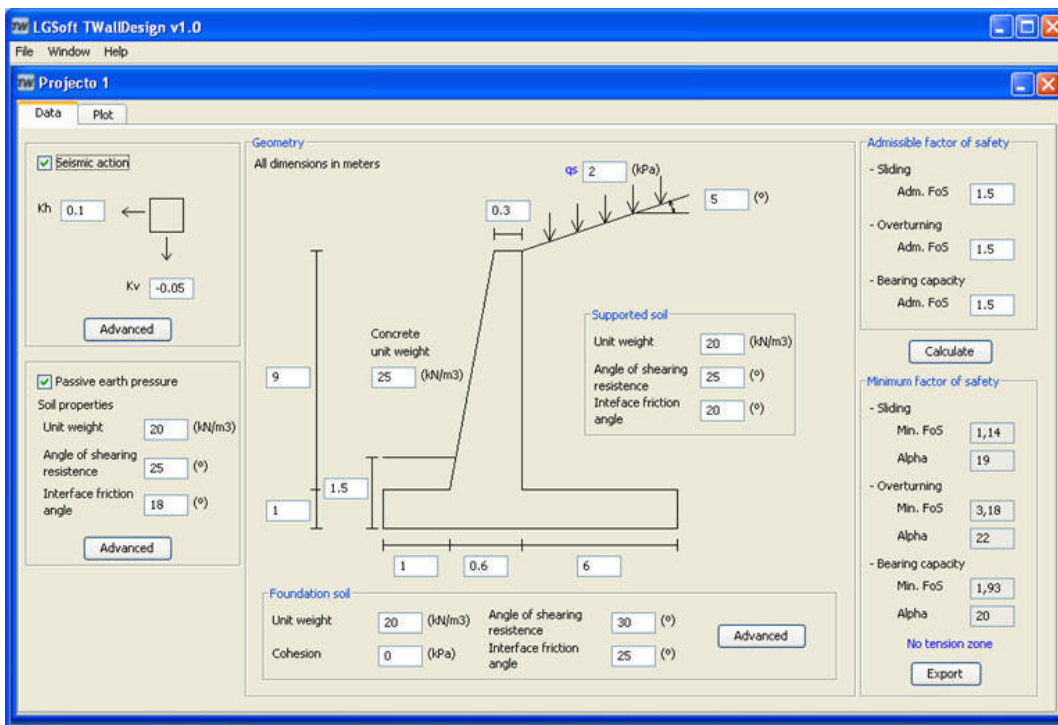 TW LGSoft TWallDesign v1.0
File Window Help
TW Projecto 1
Data Plot
Seismic action
Kh 0.1
Kv -0.05
Advanced
Passive earth pressure
Soil properties
Unit weight 20 (kN/m3)
Angle of shearing
resistence 25 (º)
Interface friction
angle 18 (º)
Advanced
Geometry
All dimensions in meters
qs 2 (kPa)
0.3
5 (º)
Concrete
unit weight
25 (kN/m3)
9
1.5
1
1 0.6 6
Supported soil
Unit weight 20 (kN/m3)
Angle of shearing
resistence 25 (º)
Inteface friction
angle 20 (º)
Foundation soil
Unit weight 20 (kN/m3)
Cohesion 0 (kPa)
Angle of shearing
resistence 30 (º)
Interface friction
angle 25 (º)
Advanced
Admissible factor of safety
- Sliding
Adm. FoS 1.5
- Overturning
Adm. FoS 1.5
- Bearing capacity
Adm. FoS 1.5
Calculate
Minimum factor of safety
- Sliding
Min. FoS 1,14
Alpha 19
- Overturning
Min. FoS 3,18
Alpha 22
- Bearing capacity
Min. FoS 1,93
Alpha 20
No tension zone
Export